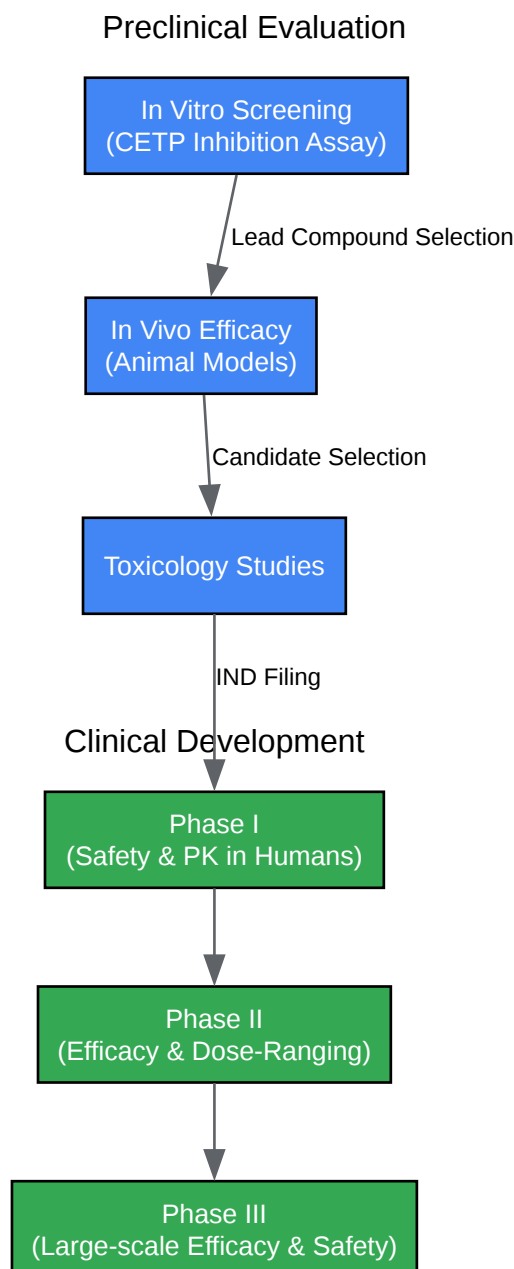 Preclinical Evaluation
In Vitro Screening
(CETP Inhibition Assay)
Lead Compound Selection
In Vivo Efficacy
(Animal Models)
Candidate Selection
Toxicology Studies
IND Filing
Clinical Development
Phase I
(Safety & PK in Humans)
Phase II
(Efficacy & Dose-Ranging)
Phase III
(Large-scale Efficacy & Safety)